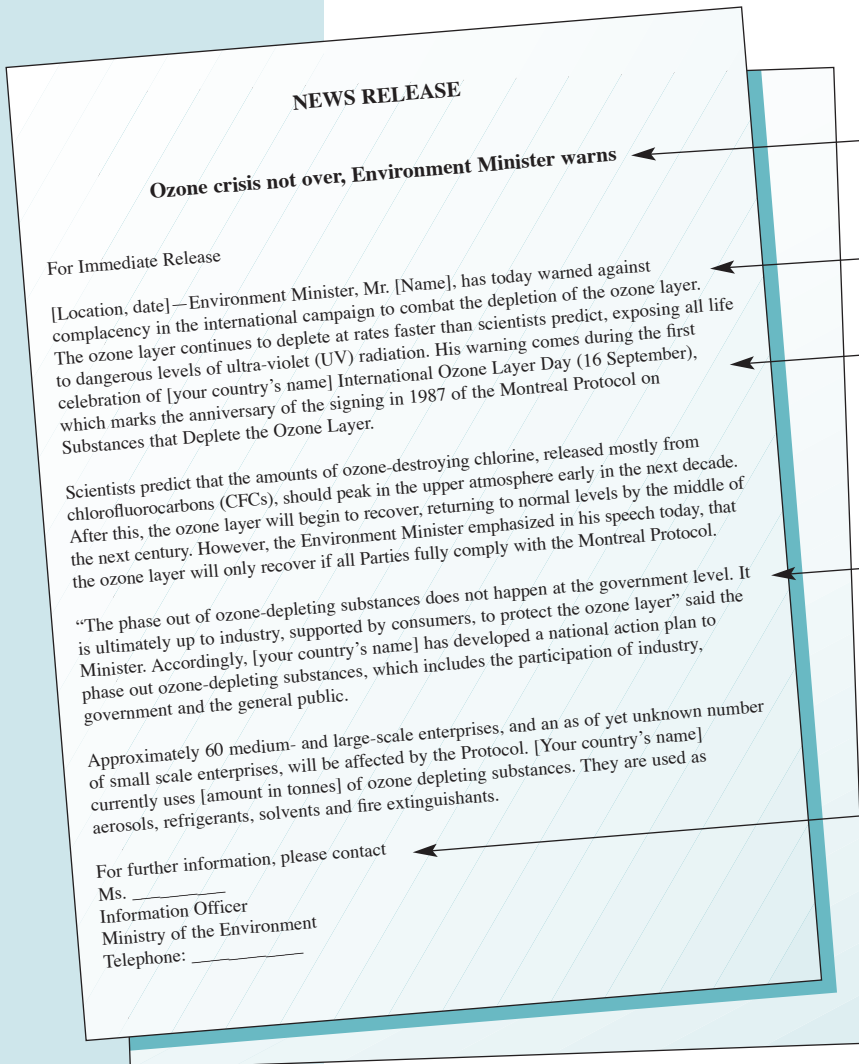 NEWS RELEASE
Ozone crisis not over, Environment Minister warns
For Immediate Release
[Location, date]—Environment Minister, Mr. [Name], has today warned against
complacency in the international campaign to combat the depletion of the ozone layer.
The ozone layer continues to deplete at rates faster than scientists predict, exposing all life
to dangerous levels of ultra-violet (UV) radiation. His warning comes during the first
celebration of [your country’s name] International Ozone Layer Day (16 September),
which marks the anniversary of the signing in 1987 of the Montreal Protocol on
Substances that Deplete the Ozone Layer.
Scientists predict that the amounts of ozone-destroying chlorine, released mostly from
chlorofluorocarbons (CFCs), should peak in the upper atmosphere early in the next decade.
After this, the ozone layer will begin to recover, returning to normal levels by the middle of
the next century. However, the Environment Minister emphasized in his speech today, that
the ozone layer will only recover if all Parties fully comply with the Montreal Protocol.
“The phase out of ozone-depleting substances does not happen at the government level. It
is ultimately up to industry, supported by consumers, to protect the ozone layer” said the
Minister. Accordingly, [your country’s name] has developed a national action plan to
phase out ozone-depleting substances, which includes the participation of industry,
government and the general public.
Approximately 60 medium- and large-scale enterprises, and an as of yet unknown number
of small scale enterprises, will be affected by the Protocol. [Your country’s name]
currently uses [amount in tonnes] of ozone depleting substances. They are used as
aerosols, refrigerants, solvents and fire extinguishants.
For further information, please contact
Ms. __________
Information Officer
Ministry of the Environment
Telephone: ____________